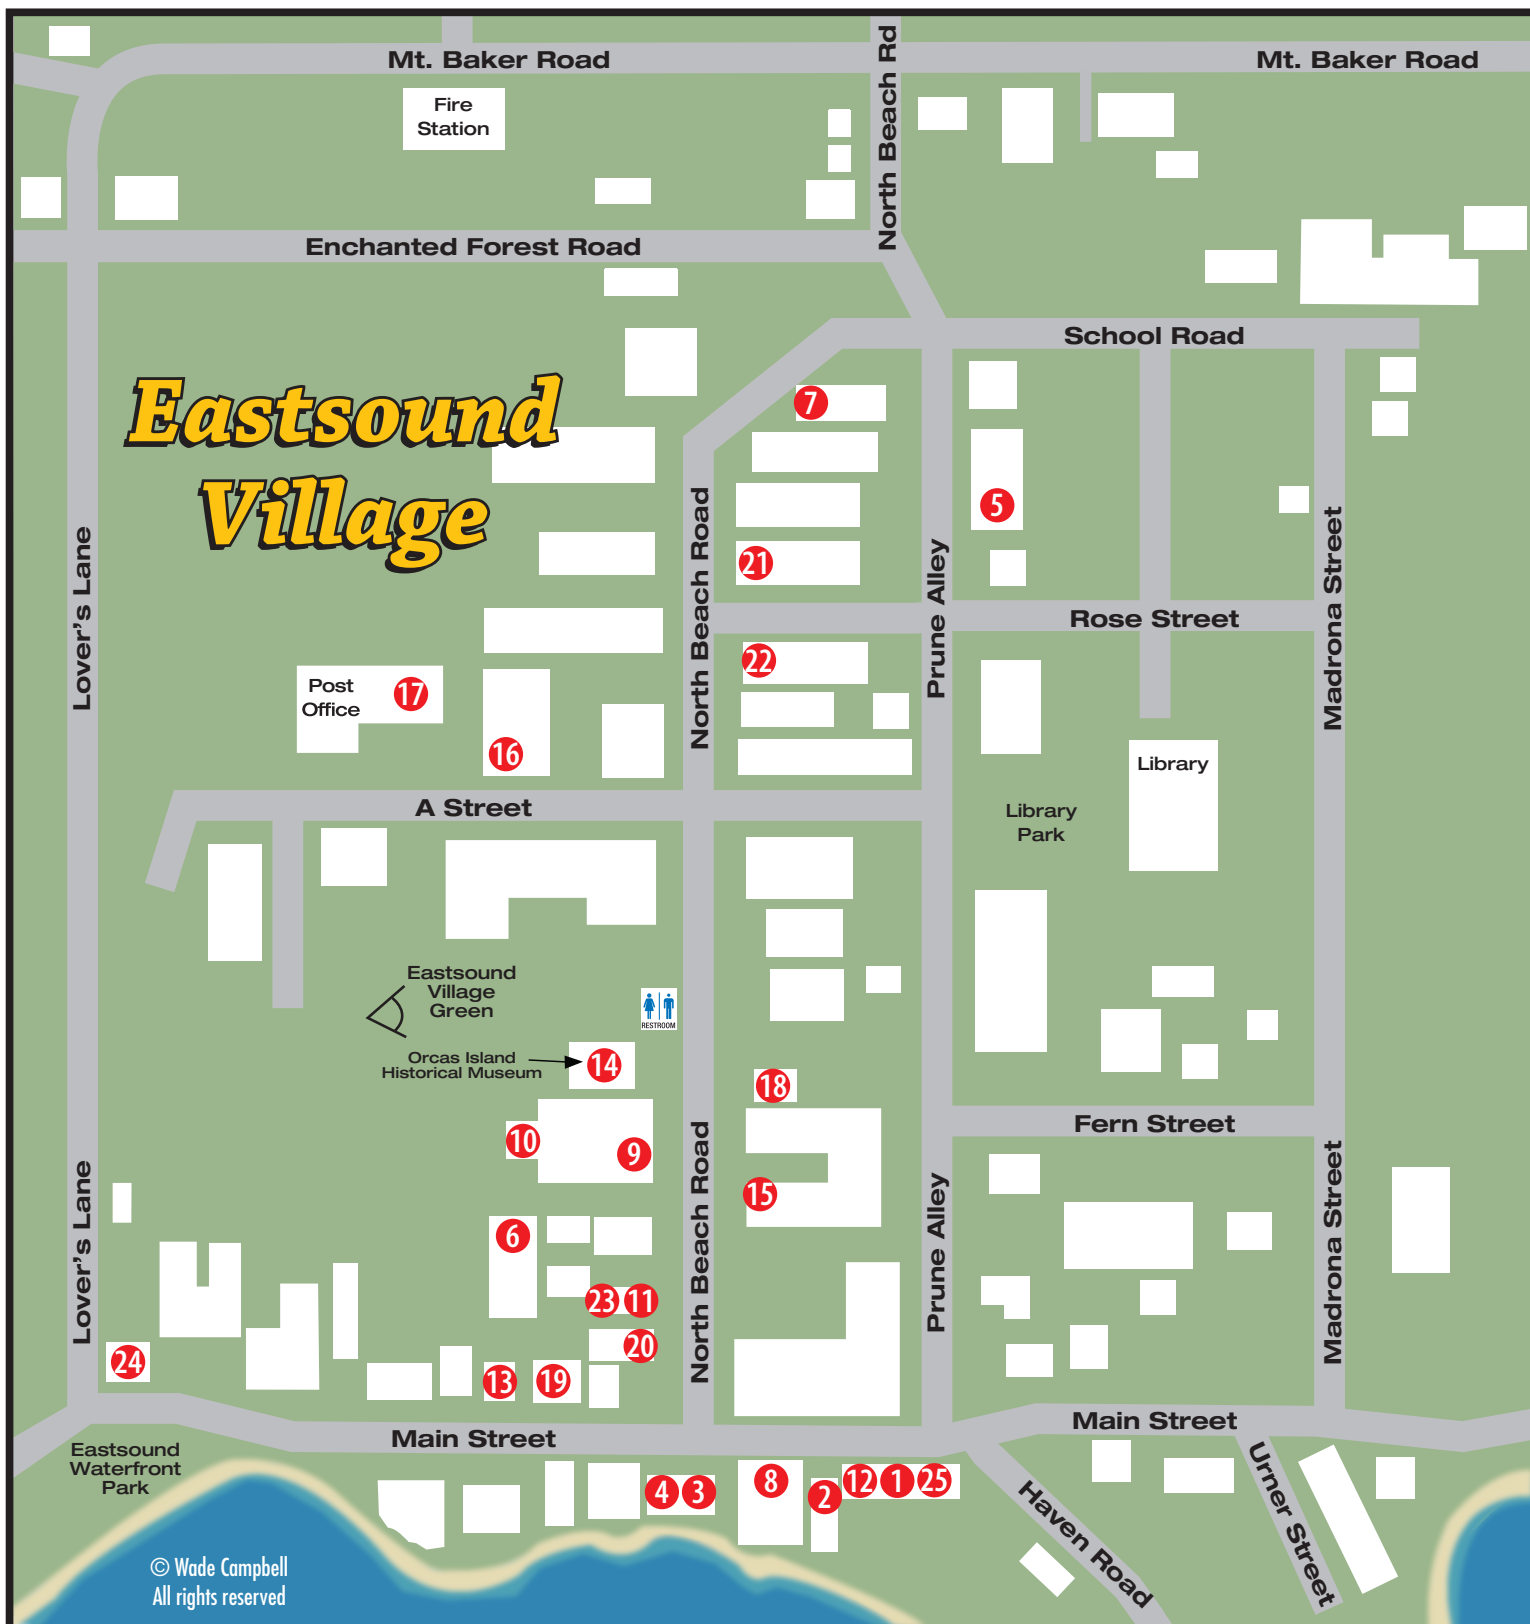 Mt. Baker Road
Mt. Baker Road
North Beach Rd
Fire
Station
Enchanted Forest Road
School Road
Eastsound
Village
7
5
21
Lover's Lane
North Beach Road
Prune Alley
Madrona Street
Rose Street
22
Post
Office
17
16
Library
A Street
Library
Park
Eastsound
Village
Green
RESTROOM
Orcas Island
Historical Museum
14
18
10
9
Fern Street
15
6
Lover's Lane
North Beach Road
Prune Alley
Madrona Street
23
11
20
24
13
19
Main Street
Main Street
Eastsound
Waterfront
Park
4
3
8
2
12
1
25
Haven Road
Urner Street
© Wade Campbell
All rights reserved